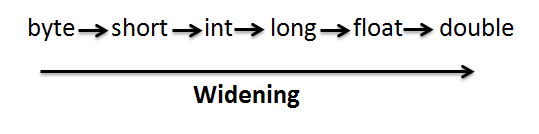 byte → short → int → long → float → double
Widening